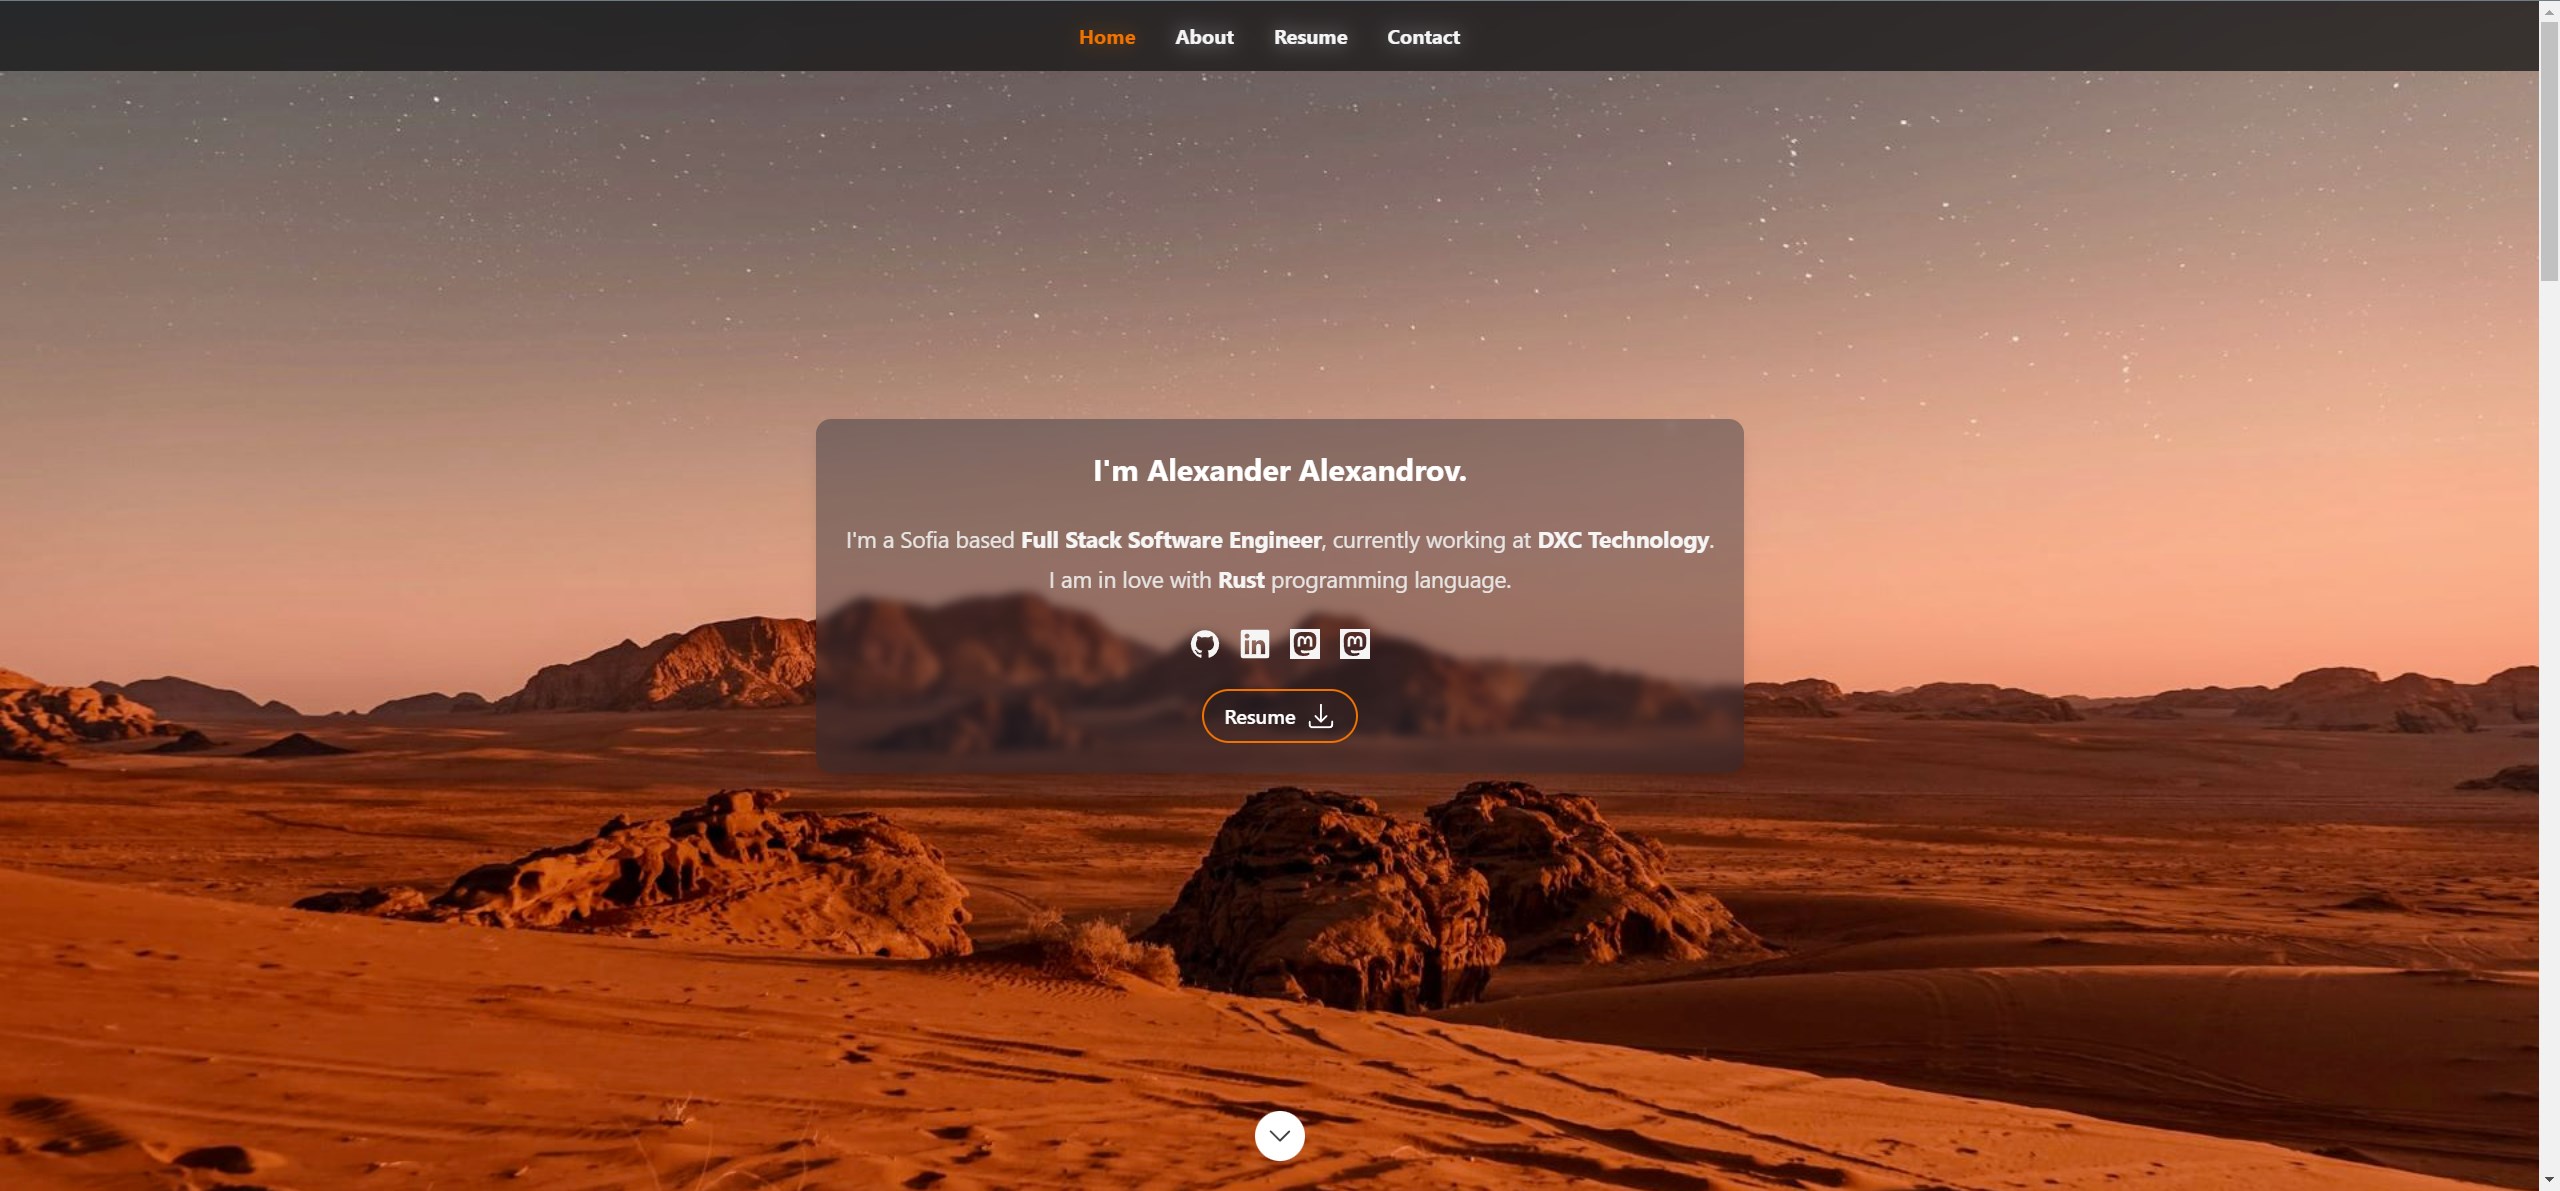 Home About Resume Contact
I'm Alexander Alexandrov.
I'm a Sofia based Full Stack Software Engineer, currently working at DXC Technology.
I am in love with Rust programming language.
in
Resume